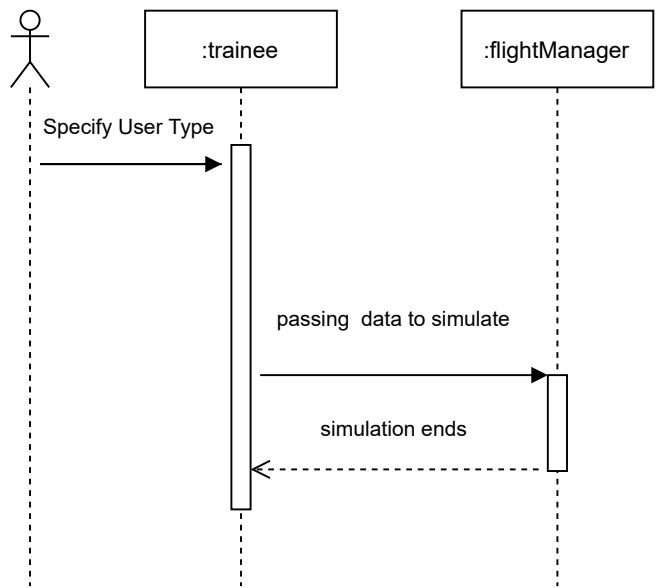 :trainee
:flightManager
Specify User Type
passing  data to simulate
simulation ends